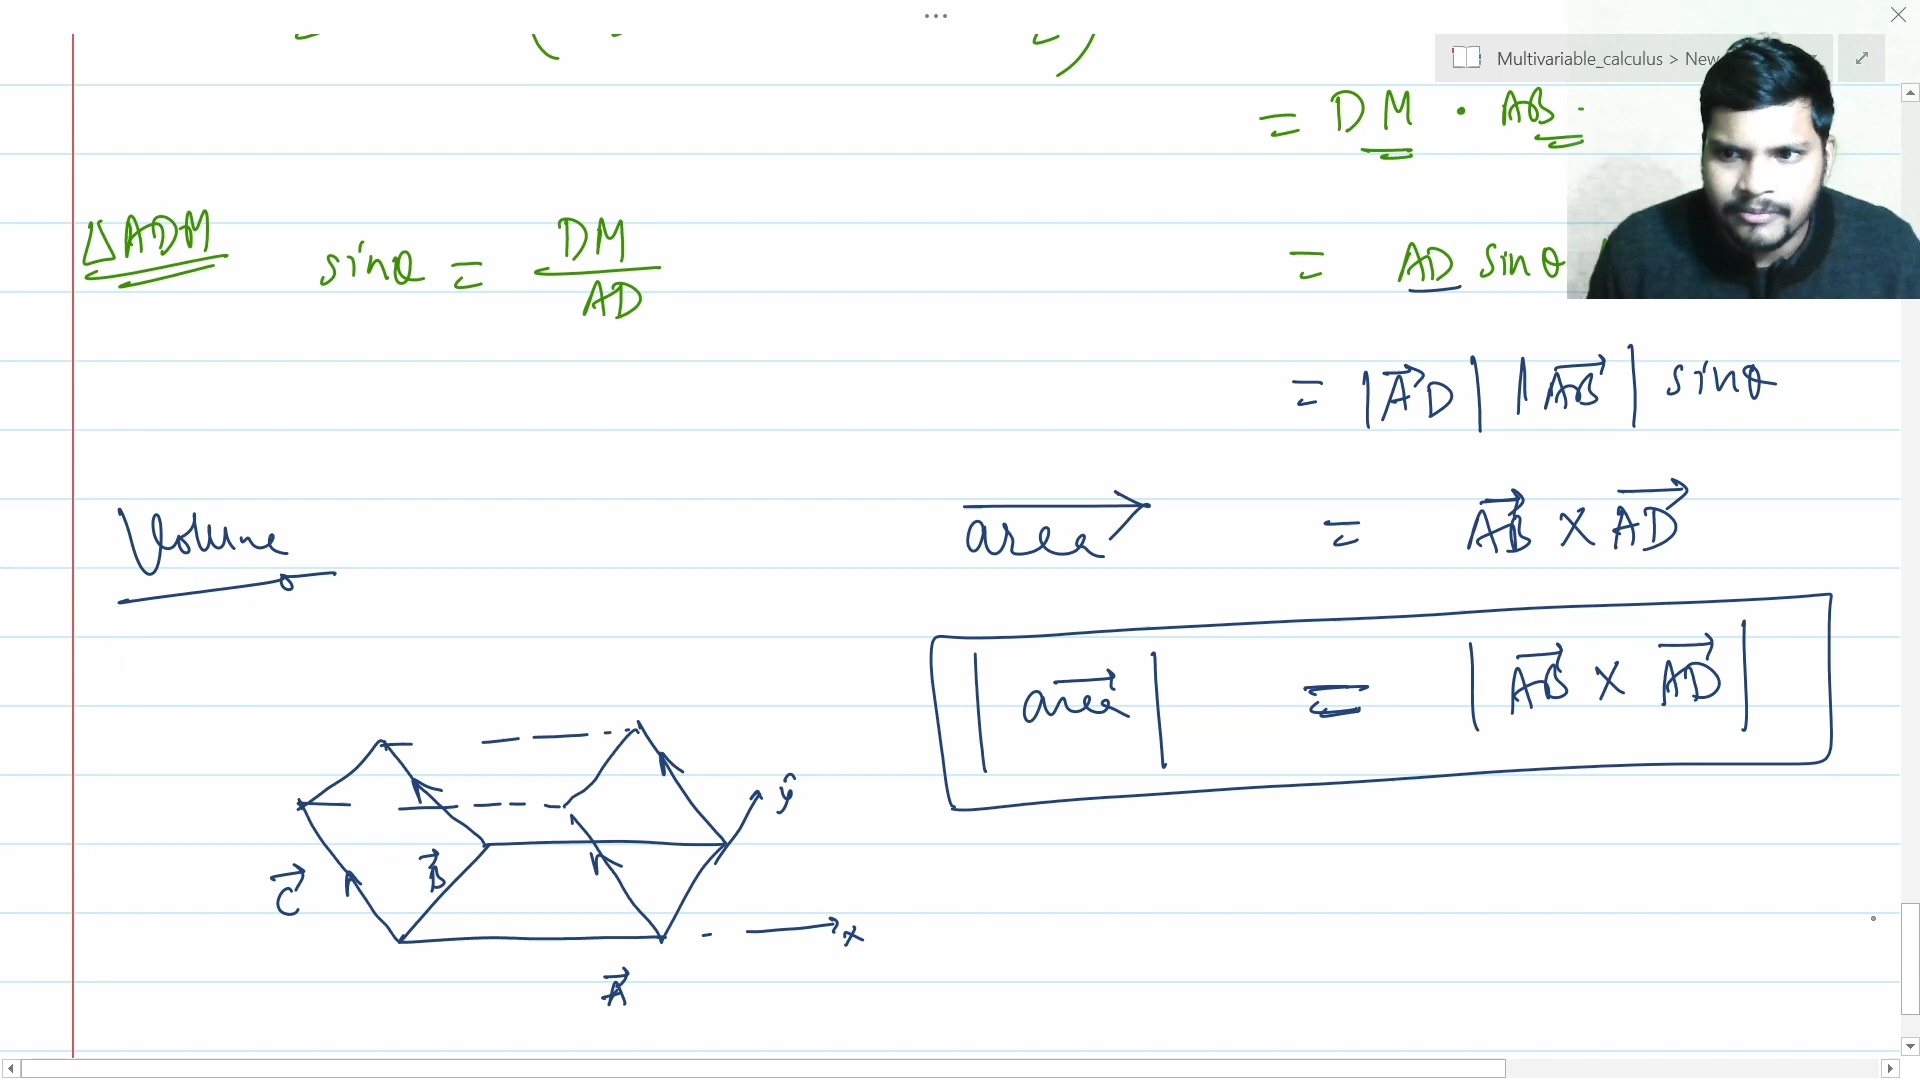 Multivariable_calculus > New
= DM · AB ·
△ADM sinθ = DM / AD
= AD sinθ
= |AD| |AB| sinθ
Volume
area = AB × AD
|area| = |AB × AD|
ŷ
C
B
x
A